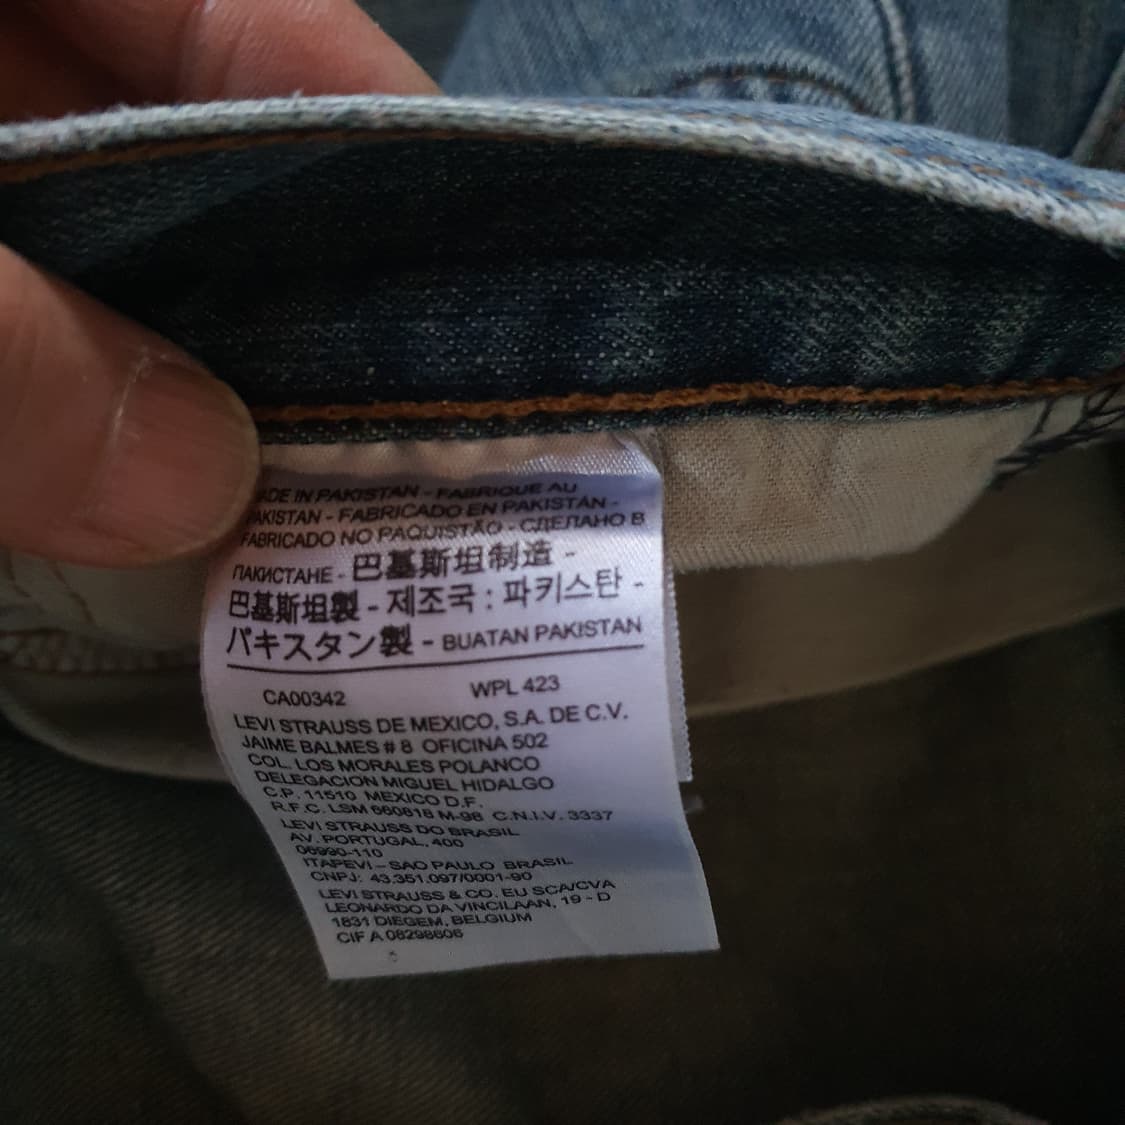 ADE IN PAKISTAN - FABRIQUE AU
PAKISTAN - FABRICADO EN PAKISTÁN -
FABRICADO NO PAQUISTÃO - СДЕЛАНО В
ПАКИСТАНЕ - 巴基斯坦制造 -
巴基斯坦製 - 제조국 : 파키스탄 -
パキスタン製 - BUATAN PAKISTAN
CA00342 WPL 423
LEVI STRAUSS DE MEXICO, S.A. DE C.V.
JAIME BALMES # 8 OFICINA 502
COL. LOS MORALES POLANCO
DELEGACION MIGUEL HIDALGO
C.P. 11510 MEXICO D.F.
R.F.C. LSM 660818 M-98 C.N.I.V. 3337
LEVI STRAUSS DO BRASIL
AV. PORTUGAL, 400
06690-110
ITAPEVI - SAO PAULO BRASIL
CNPJ: 43.351.097/0001-90
LEVI STRAUSS & CO. EU SCA/CVA
LEONARDO DA VINCILAAN, 19 - D
1831 DIEGEM, BELGIUM
CIF A 08298606